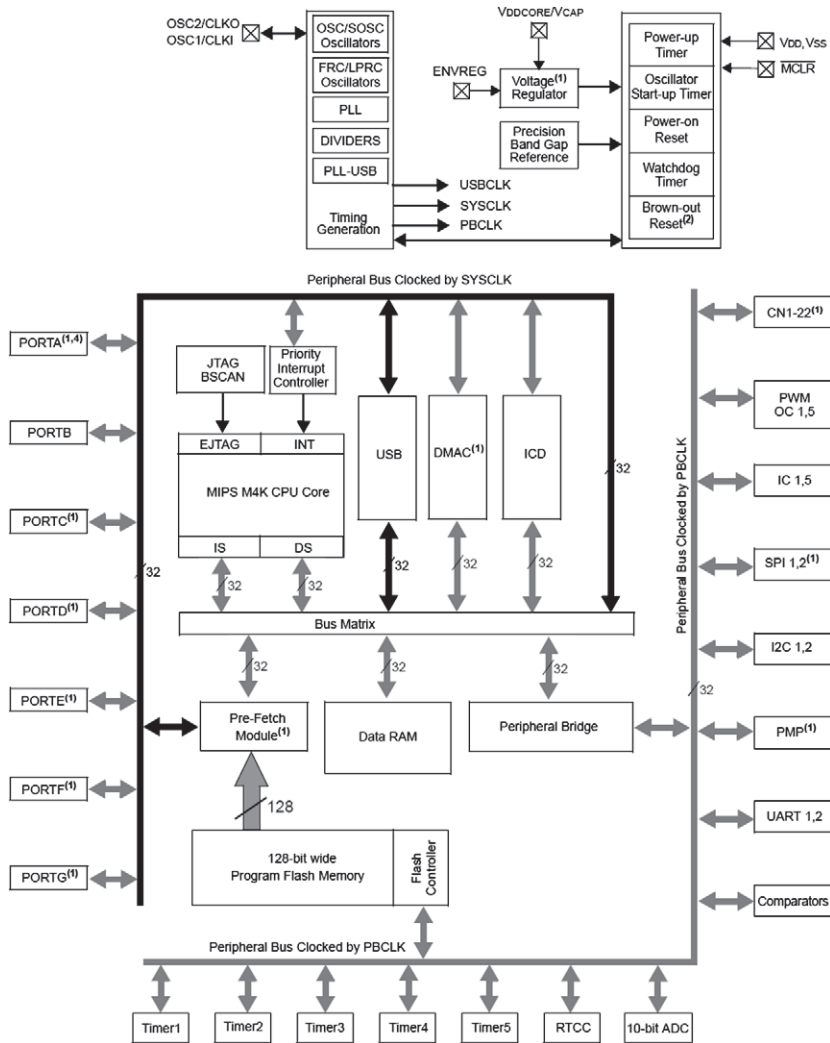 OSC2/CLKO
OSC1/CLKI
OSC/SOSC
Oscillators
FRC/LPRC
Oscillators
PLL
DIVIDERS
PLL-USB
Timing
Generation
USBCLK
SYSCLK
PBCLK
VDDCORE/VCAP
ENVREG
Voltage(1)
Regulator
Precision
Band Gap
Reference
Power-up
Timer
Oscillator
Start-up Timer
Power-on
Reset
Watchdog
Timer
Brown-out
Reset(2)
VDD, VSS
MCLR
Peripheral Bus Clocked by SYSCLK
PORTA(1,4)
PORTB
PORTC(1)
PORTD(1)
PORTE(1)
PORTF(1)
PORTG(1)
32
JTAG
BSCAN
Priority
Interrupt
Controller
EJTAG
INT
MIPS M4K CPU Core
IS
DS
USB
DMAC(1)
ICD
32
32
32
32
32
32
Bus Matrix
32
32
32
Pre-Fetch
Module(1)
Data RAM
Peripheral Bridge
128
128-bit wide
Program Flash Memory
Flash
Controller
Peripheral Bus Clocked by PBCLK
32
CN1-22(1)
PWM
OC 1,5
IC 1,5
SPI 1,2(1)
I2C 1,2
PMP(1)
UART 1,2
Comparators
Peripheral Bus Clocked by PBCLK
Timer1
Timer2
Timer3
Timer4
Timer5
RTCC
10-bit ADC